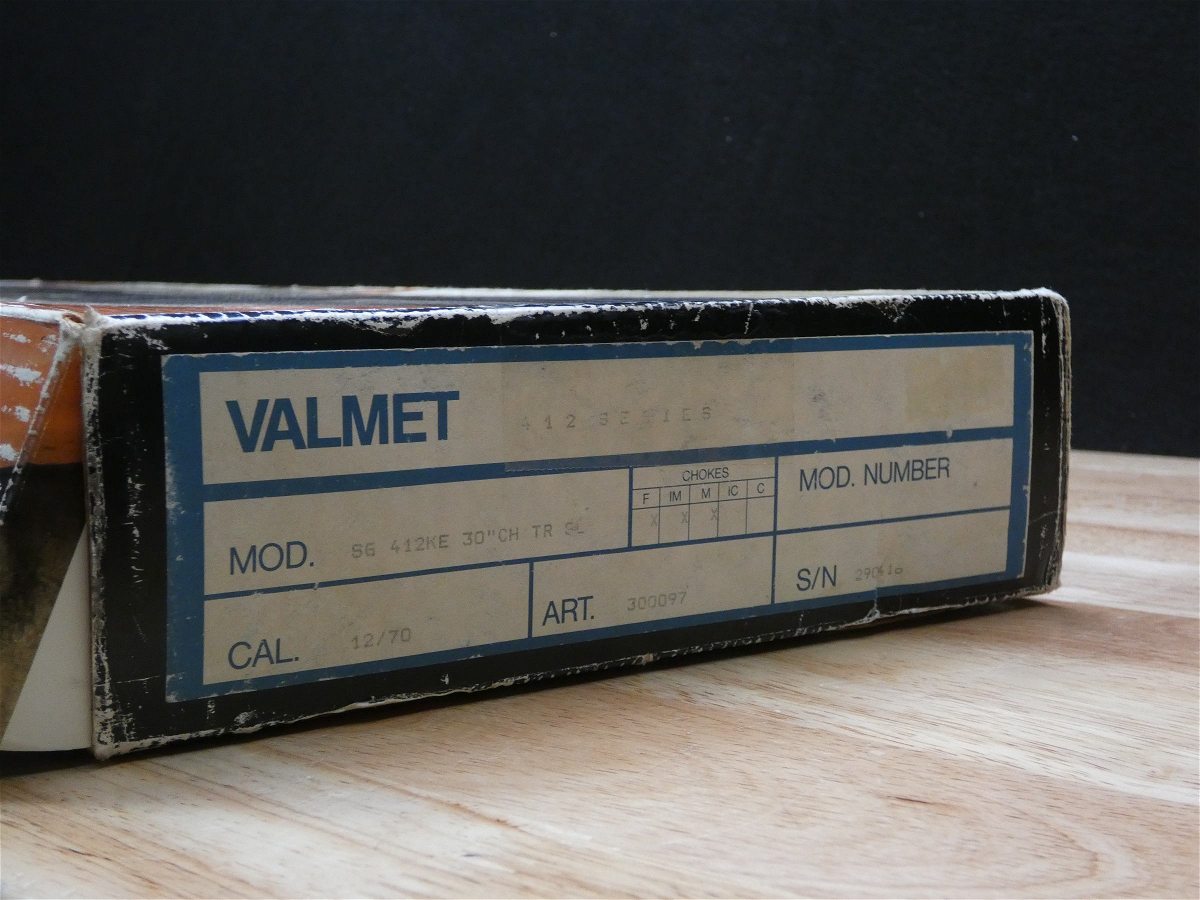 VALMET 412 SERIES
CHOKES
F IM M IC C
X X X
MOD. NUMBER
MOD. SG 412KE 30"CH TR SL
CAL. 12/70
ART. 300097
S/N 290416